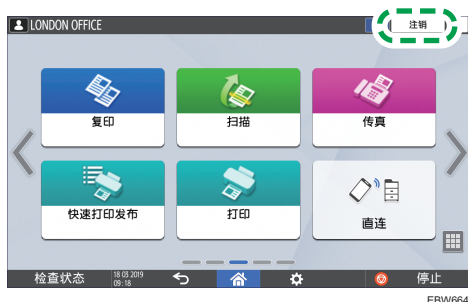 LONDON OFFICE
注销
复印
扫描
传真
快速打印发布
打印
直连
检查状态
18 03 2019
09:18
停止
EBW664